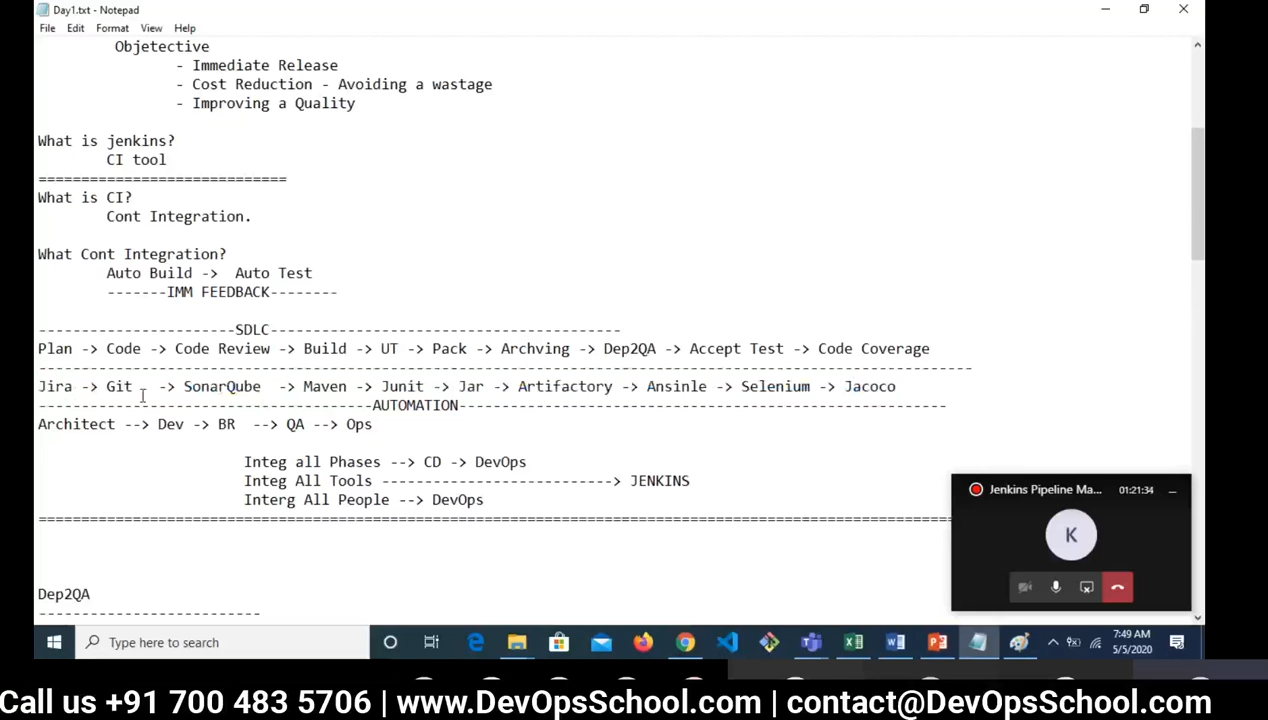 Day1.txt - Notepad
File Edit Format View Help
Objetective
- Immediate Release
- Cost Reduction - Avoiding a wastage
- Improving a Quality
What is jenkins?
CI tool
=============================
What is CI?
Cont Integration.
What Cont Integration?
Auto Build -> Auto Test
-------IMM FEEDBACK--------
-----------------------SDLC-----------------------------------------
Plan -> Code -> Code Review -> Build -> UT -> Pack -> Archving -> Dep2QA -> Accept Test -> Code Coverage
-------------------------------------------------------------------------------------------------------------
Jira -> Git -> SonarQube -> Maven -> Junit -> Jar -> Artifactory -> Ansinle -> Selenium -> Jacoco
---------------------------------------AUTOMATION---------------------------------------------------------
Architect --> Dev -> BR --> QA --> Ops
Integ all Phases --> CD -> DevOps
Integ All Tools ---------------------------> JENKINS
Interg All People --> DevOps
===========================================================================================================
Jenkins Pipeline Ma... 01:21:34
K
Dep2QA
--------------------------
Type here to search
7:49 AM
5/5/2020
Call us +91 700 483 5706 | www.DevOpsSchool.com | contact@DevOpsSchool.com